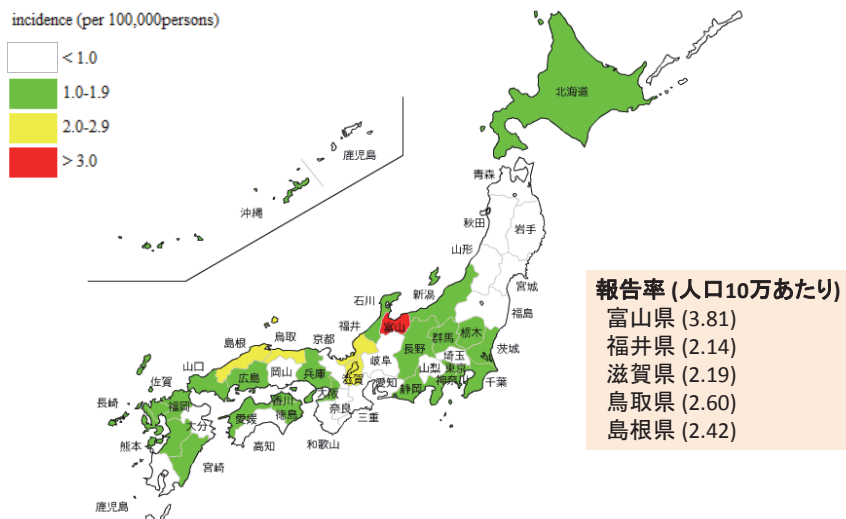 incidence (per 100,000persons)
< 1.0
1.0-1.9
2.0-2.9
> 3.0
北海道
鹿児島
沖縄
青森
秋田
岩手
山形
宮城
福島
新潟
石川
富山
福井
群馬
栃木
茨城
長野
埼玉
山梨
東京
神奈川
千葉
岐阜
静岡
愛知
滋賀
京都
鳥取
島根
岡山
兵庫
大阪
奈良
三重
和歌山
広島
山口
香川
徳島
愛媛
高知
佐賀
福岡
長崎
大分
熊本
宮崎
鹿児島
報告率 (人口10万あたり)
富山県 (3.81)
福井県 (2.14)
滋賀県 (2.19)
鳥取県 (2.60)
島根県 (2.42)